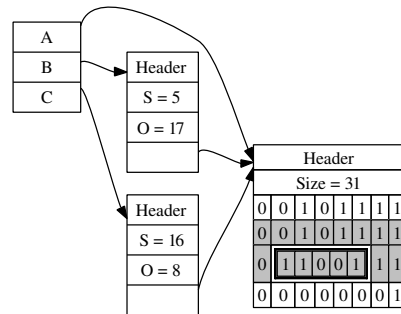 A
B
C
Header
S = 5
O = 17
Header
S = 16
O = 8
Header
Size = 31
0 0 1 0 1 1 1 1
0 0 1 0 1 1 1 1
0 1 1 0 0 1 1 1
0 0 0 0 0 0 0 1